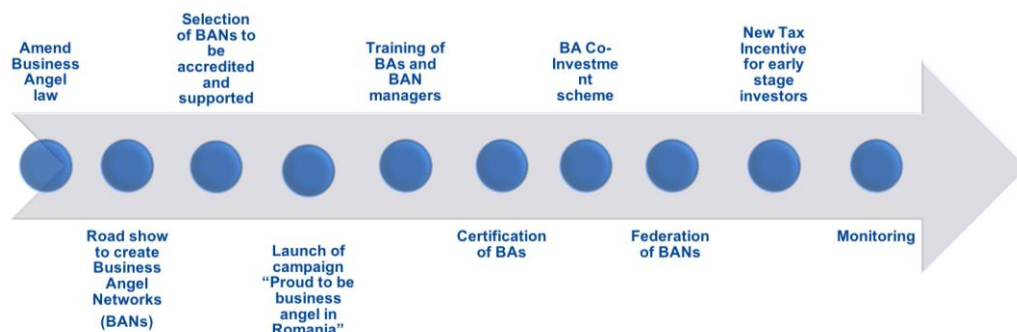 Amend
Business
Angel
law
Road show
to create
Business
Angel
Networks
(BANs)
Selection
of BANs to
be
accredited
and
supported
Launch of
campaign
“Proud to be
business
angel in
Romania”
Training of
BAs and
BAN
managers
Certification
of BAs
BA Co-
Investme
nt
scheme
Federation
of BANs
New Tax
Incentive
for early
stage
investors
Monitoring